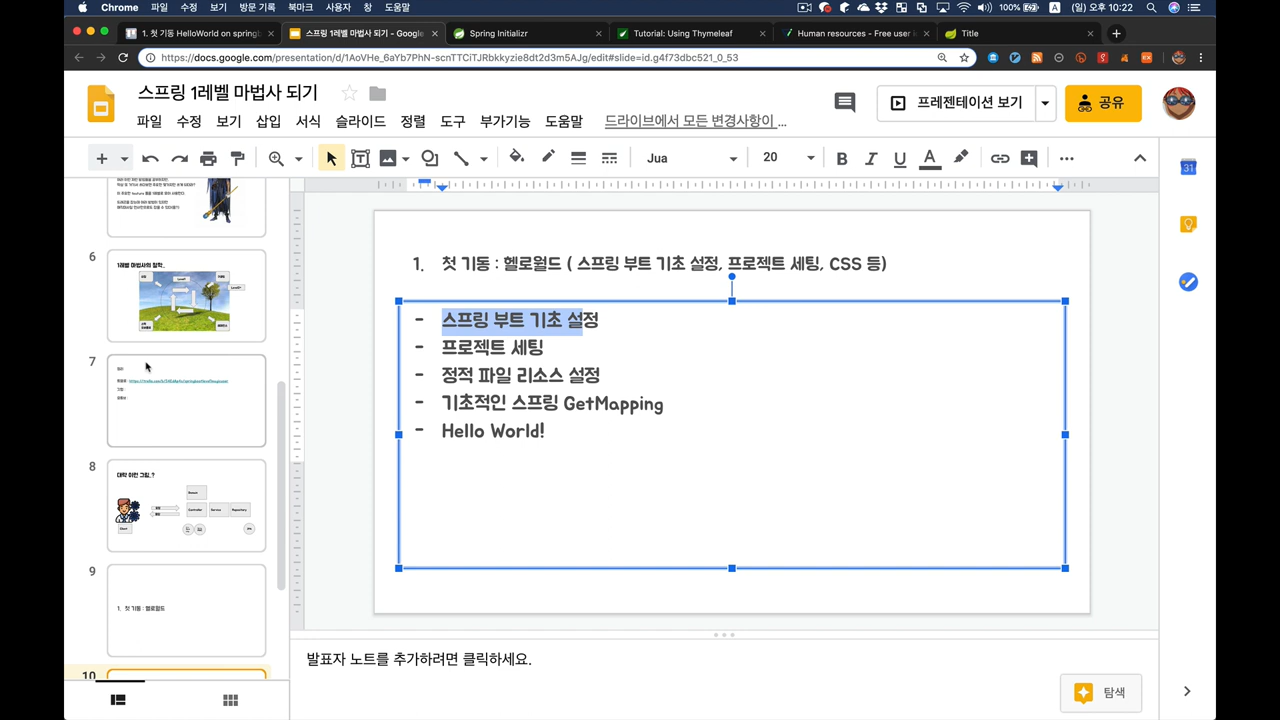 Chrome 파일 수정 보기 방문 기록 북마크 사용자 창 도움말 100% A (일) 오후 10:22
1. 첫 기동 HelloWorld on springb
스프링 1레벨 마법사 되기 - Google
Spring Initializr
Tutorial: Using Thymeleaf
Human resources - Free user i
Title
https://docs.google.com/presentation/d/1AoVHe_6aYb7PhN-scnTTCiTJRbkkyzie8dt2d3m5AJg/edit#slide=id.g4f73dbc521_0_53
스프링 1레벨 마법사 되기
파일 수정 보기 삽입 서식 슬라이드 정렬 도구 부가기능 도움말 드라이브에서 모든 변경사항이 ...
프레젠테이션 보기
공유
Jua 20 B I U A
31
6
1레벨 마법사의 철학..
7
8
대략 이런 그림..?
Client
Controller Service Repository
9
1. 첫 기동 : 헬로월드
10
1. 첫 기동 : 헬로월드 ( 스프링 부트 기초 설정, 프로젝트 세팅, CSS 등)
- 스프링 부트 기초 설정
- 프로젝트 세팅
- 정적 파일 리소스 설정
- 기초적인 스프링 GetMapping
- Hello World!
발표자 노트를 추가하려면 클릭하세요.
탐색